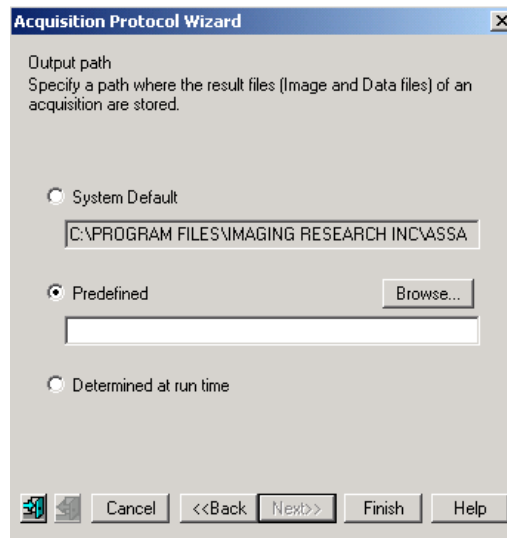 Acquisition Protocol Wizard
Output path
Specify a path where the result files (Image and Data files) of an
acquisition are stored.
System Default
C:\PROGRAM FILES\IMAGING RESEARCH INC\ASSA
Predefined
Browse...
Determined at run time
Cancel
<<Back
Next>>
Finish
Help